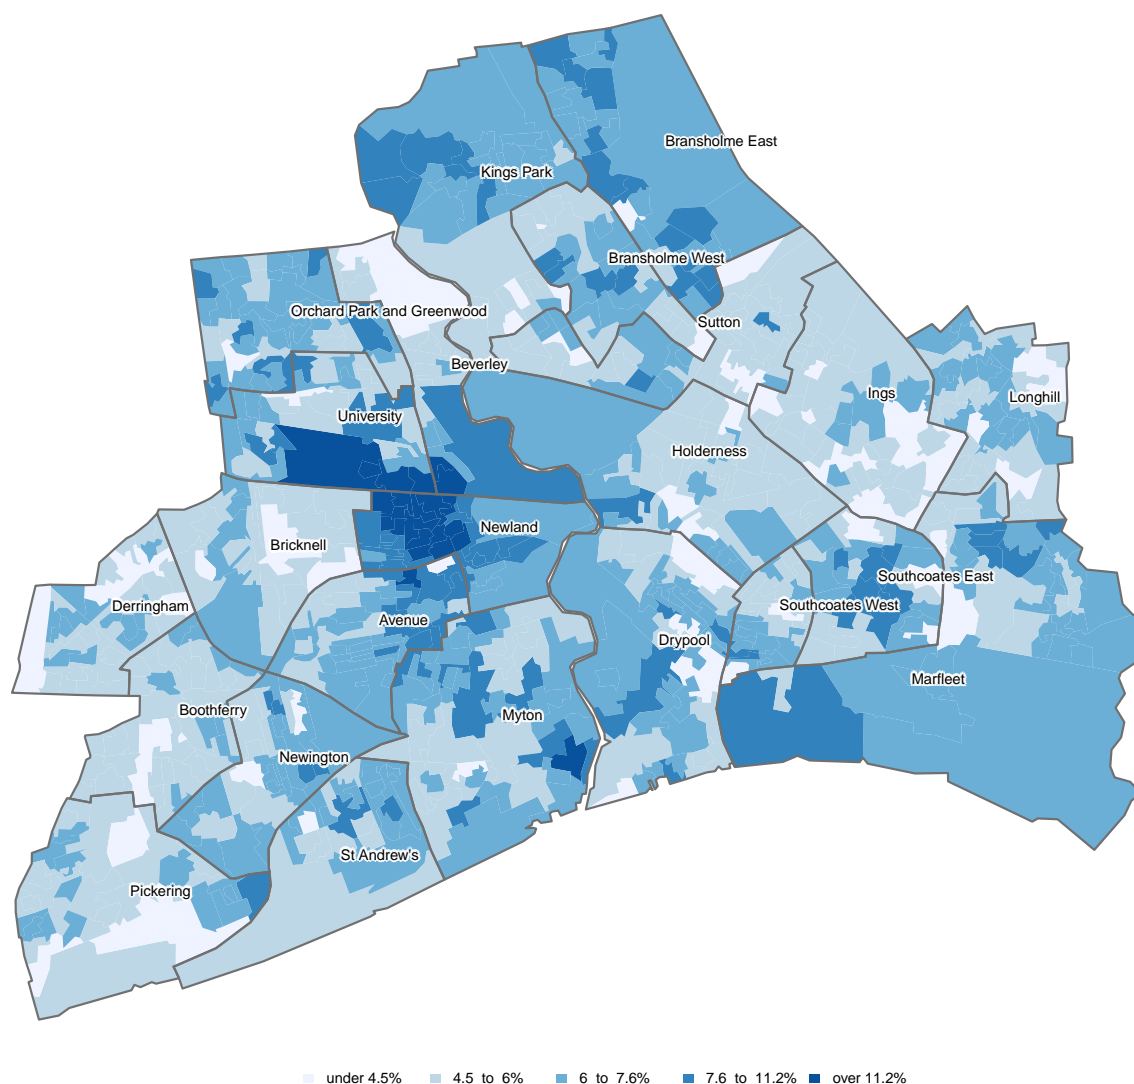 Bransholme East
Kings Park
Bransholme West
Orchard Park and Greenwood
Sutton
Beverley
Ings
Longhill
University
Holderness
Newland
Bricknell
Southcoates East
Derringham
Southcoates West
Avenue
Drypool
Marfleet
Boothferry
Myton
Newington
St Andrew's
Pickering
under 4.5% 4.5 to 6% 6 to 7.6% 7.6 to 11.2% over 11.2%